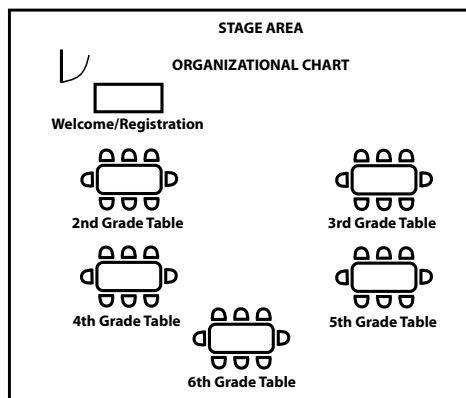 STAGE AREA
ORGANIZATIONAL CHART
Welcome/Registration
2nd Grade Table
3rd Grade Table
4th Grade Table
5th Grade Table
6th Grade Table